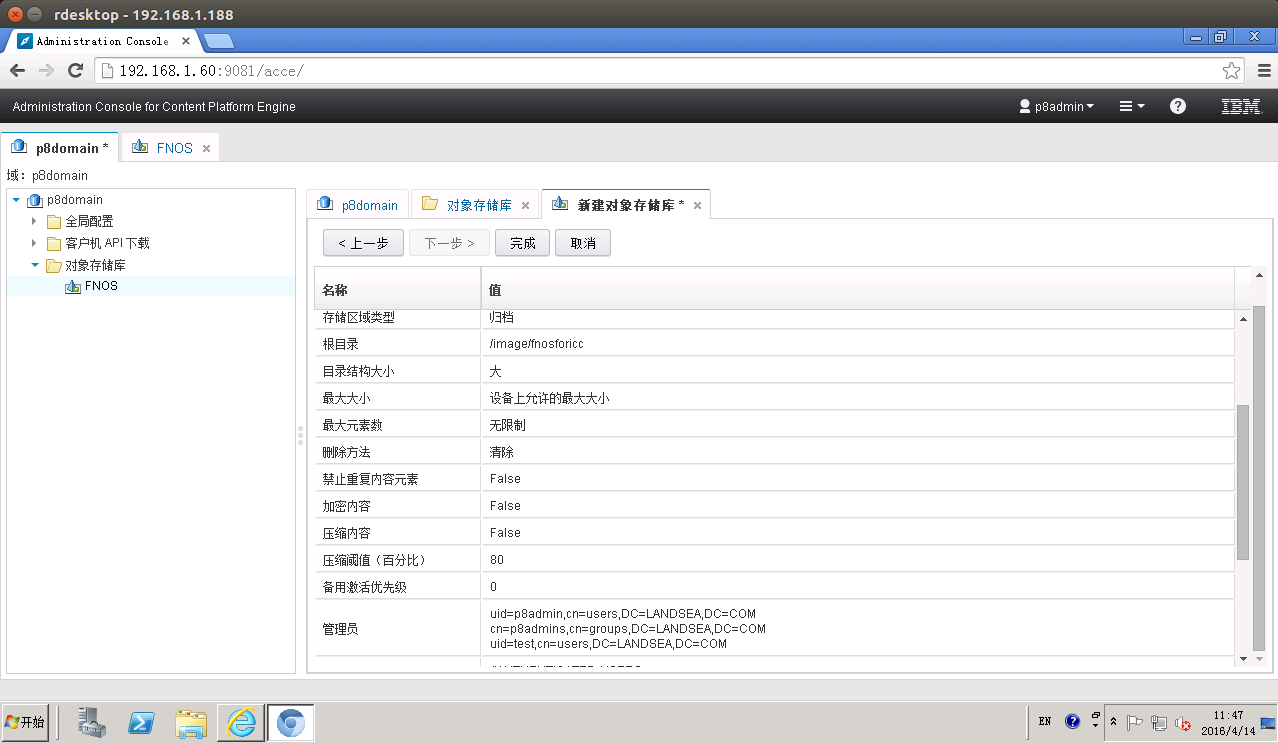 rdesktop - 192.168.1.188
Administration Console
192.168.1.60:9081/acce/
Administration Console for Content Platform Engine
p8admin
IBM.
p8domain *
FNOS
域：p8domain
p8domain
全局配置
客户机 API 下载
对象存储库
FNOS
p8domain
对象存储库
新建对象存储库 *
< 上一步
下一步 >
完成
取消
名称 值
存储区域类型 归档
根目录 /image/fnosforicc
目录结构大小 大
最大大小 设备上允许的最大大小
最大元素数 无限制
删除方法 清除
禁止重复内容元素 False
加密内容 False
压缩内容 False
压缩阈值（百分比） 80
备用激活优先级 0
管理员
uid=p8admin,cn=users,DC=LANDSEA,DC=COM
cn=p8admins,cn=groups,DC=LANDSEA,DC=COM
uid=test,cn=users,DC=LANDSEA,DC=COM
开始
EN
11:47
2016/4/14